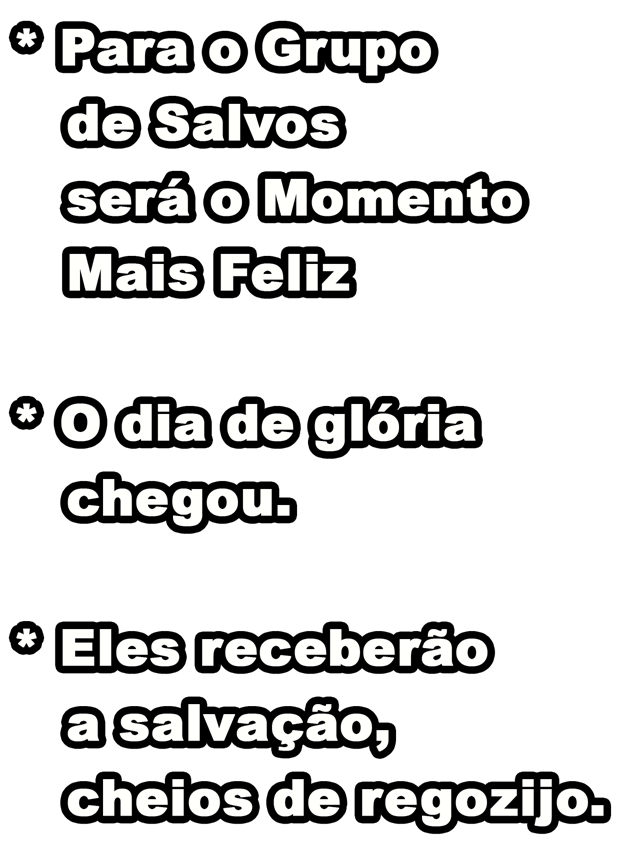 * Para o Grupo
de Salvos
será o Momento
Mais Feliz
* O dia de glória
chegou.
* Eles receberão
a salvação,
cheios de regozijo.